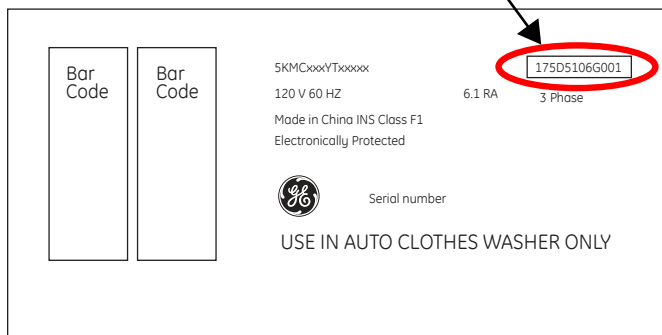 Bar
Code
Bar
Code
5KMCxxxYTxxxxx
175D5106G001
120 V 60 HZ
6.1 RA
3 Phase
Made in China INS Class F1
Electronically Protected
GE
Serial number
USE IN AUTO CLOTHES WASHER ONLY